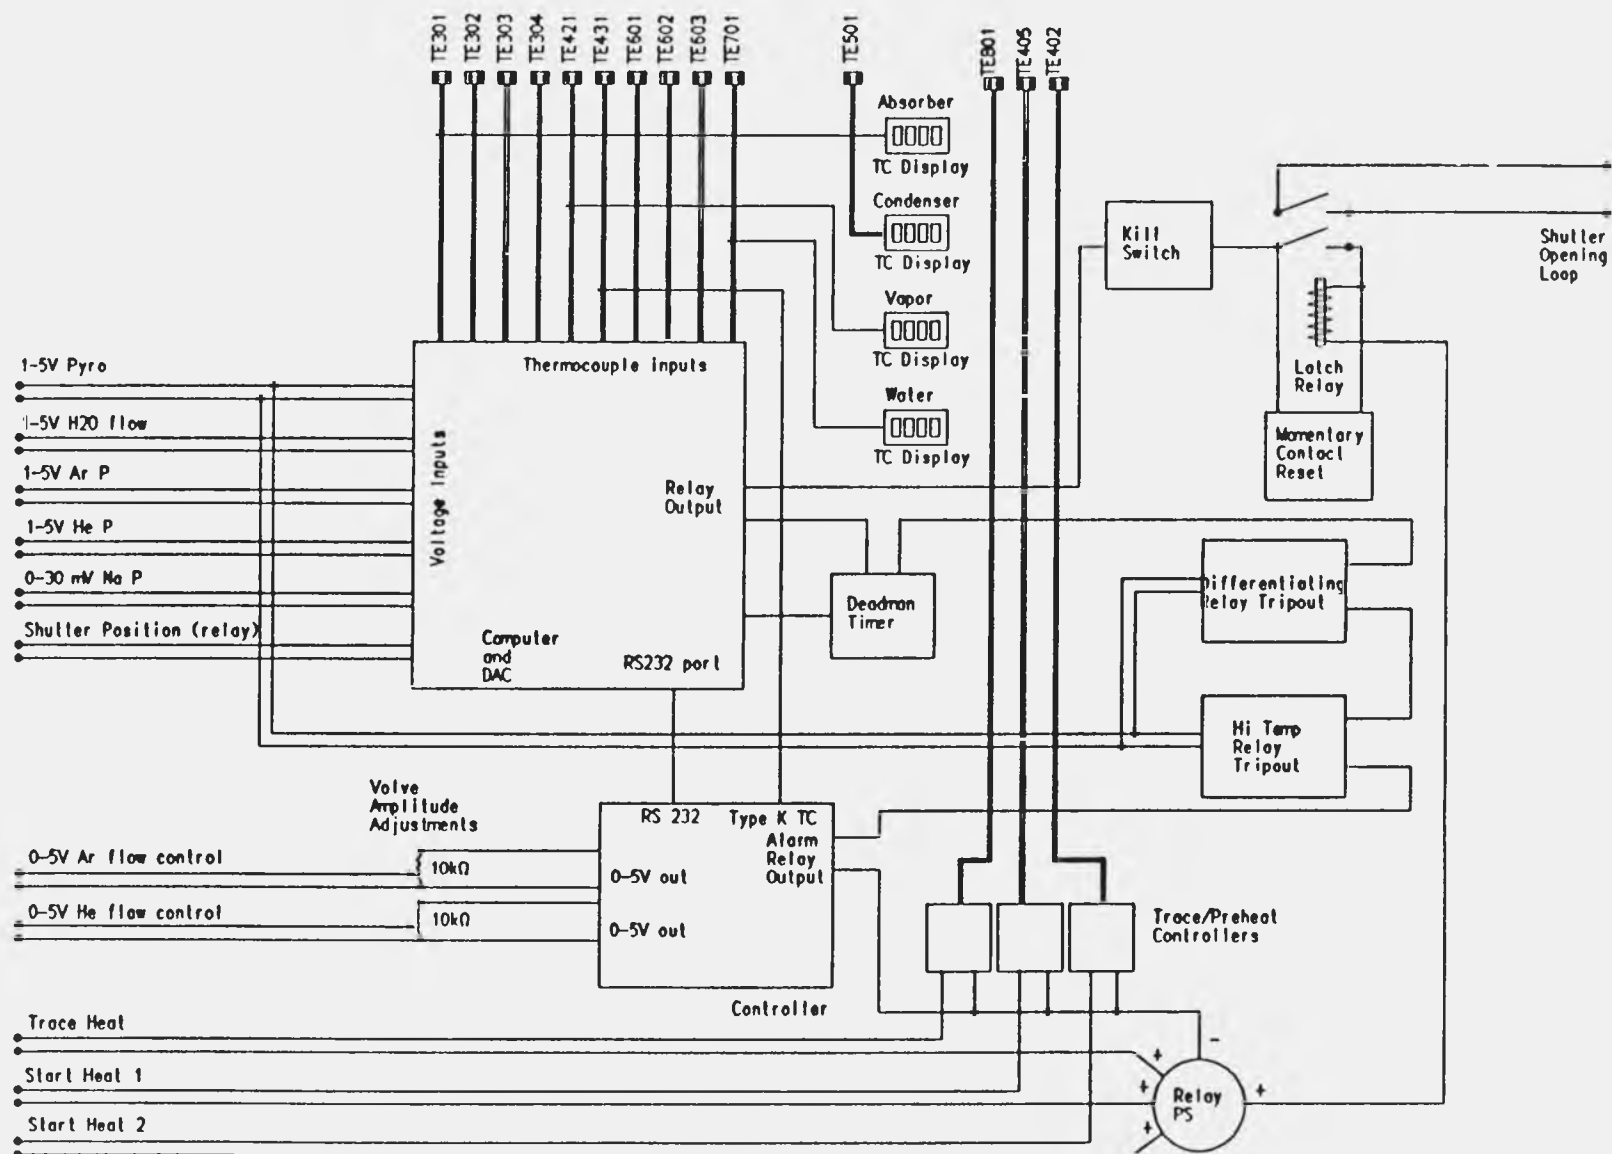 TE301
TE302
TE303
TE304
TE421
TE431
TE601
TE602
TE603
TE701
TE501
TE801
TE405
TE402
Absorber
TC Display
Condenser
TC Display
Vapor
TC Display
Water
TC Display
Kill
Switch
Shutter
Opening
Loop
Latch
Relay
Momentary
Contact
Reset
1-5V Pyro
1-5V H2O flow
1-5V Ar P
1-5V He P
0-30 mV Na P
Shutter Position (relay)
Thermocouple inputs
Voltage Inputs
Relay
Output
Computer
and
DAC
RS232 port
Deadman
Timer
Differentiating
Relay Tripout
Hi Temp
Relay
Tripout
Valve
Amplitude
Adjustments
0-5V Ar flow control
10kΩ
0-5V He flow control
10kΩ
RS 232
Type K TC
Alarm
Relay
Output
0-5V out
0-5V out
Controller
Trace/Preheat
Controllers
Trace Heat
Start Heat 1
Start Heat 2
-
+
+
+
+
Relay
PS